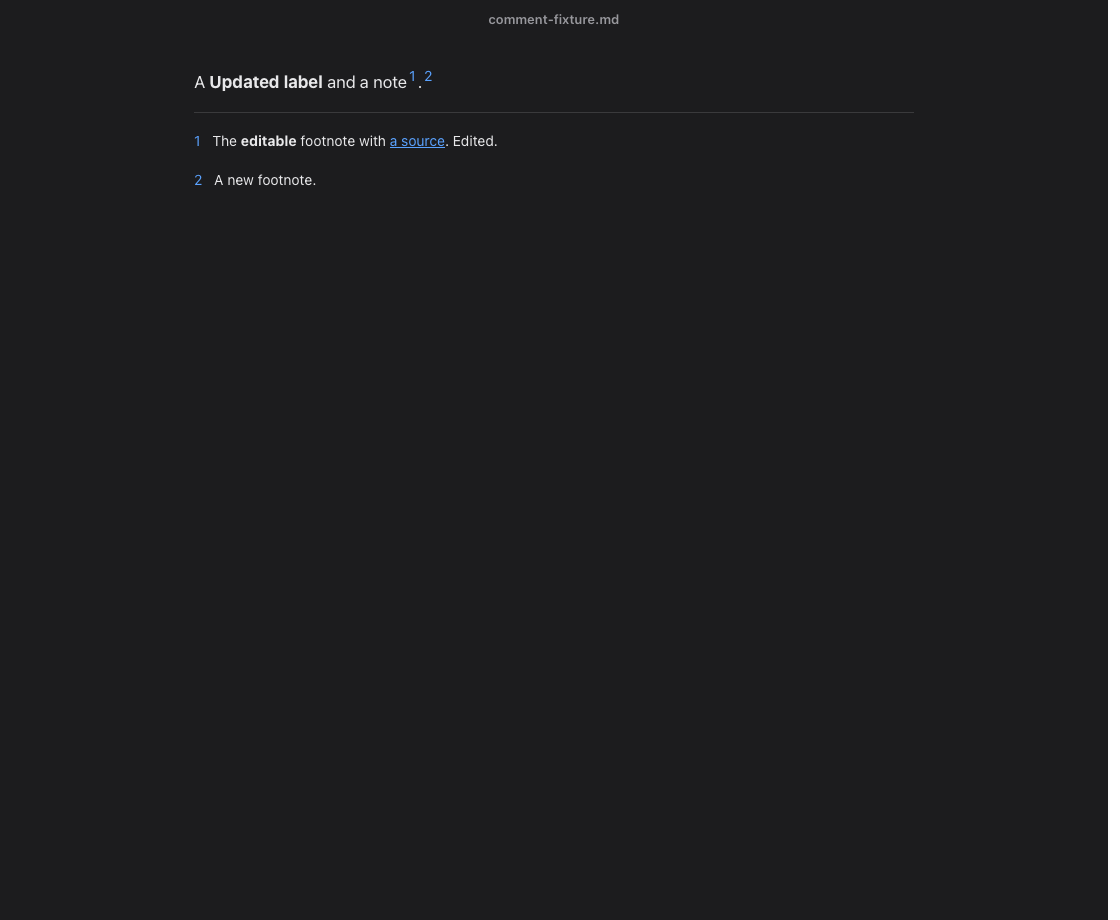 comment-fixture.md
A Updated label and a note1.2
1 The editable footnote with a source. Edited.
2 A new footnote.